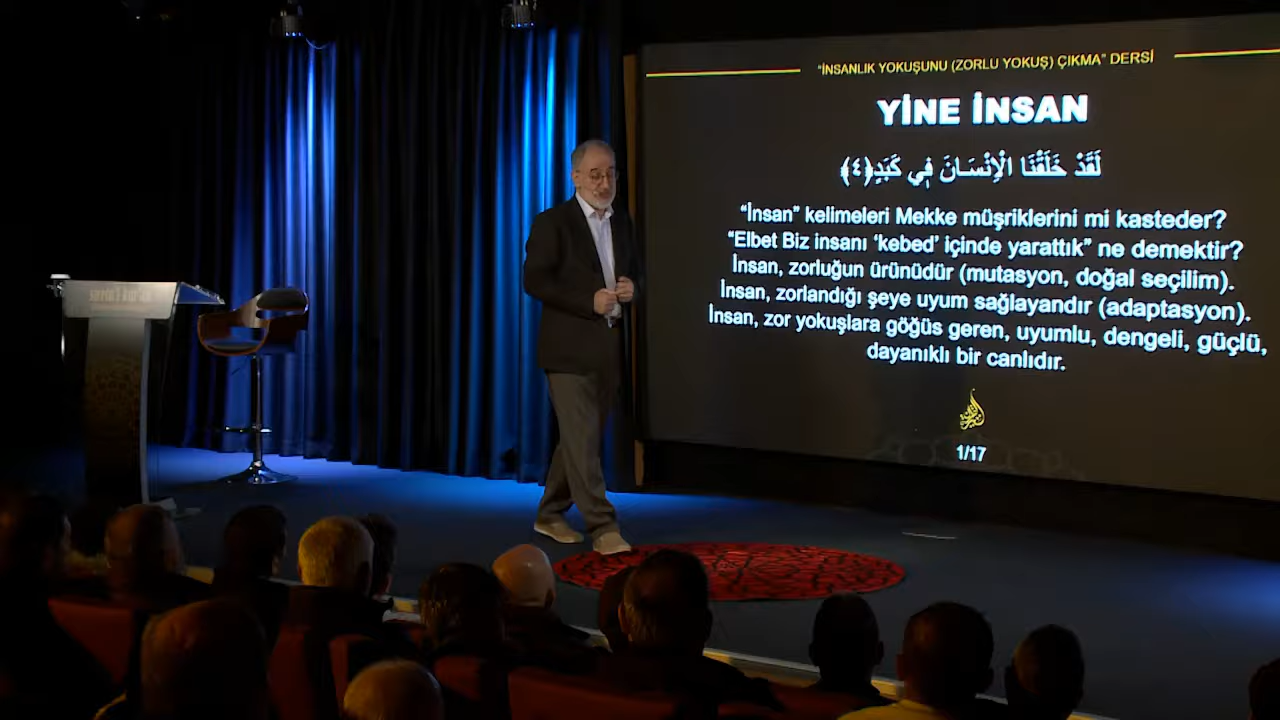 “İNSANLIK YOKUŞUNU (ZORLU YOKUŞ) ÇIKMA” DERSİ
YİNE İNSAN
لَقَدْ خَلَقْنَا الْاِنْسَانَ فٖي كَبَدٍ﴿٤﴾
“İnsan” kelimeleri Mekke müşriklerini mi kasteder?
“Elbet Biz insanı ‘kebed’ içinde yarattık” ne demektir?
İnsan, zorluğun ürünüdür (mutasyon, doğal seçilim).
İnsan, zorlandığı şeye uyum sağlayandır (adaptasyon).
İnsan, zor yokuşlara göğüs geren, uyumlu, dengeli, güçlü,
dayanıklı bir canlıdır.
1/17